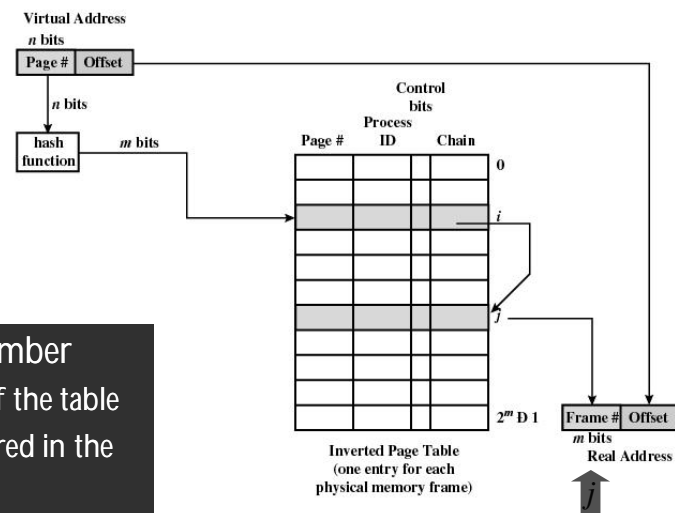 Virtual Address
n bits
Page # Offset
n bits
hash
function
m bits
Control
bits
Process
Page # ID Chain
0
i
j
2^m Đ 1
Inverted Page Table
(one entry for each
physical memory frame)
Frame # Offset
m bits
Real Address
j
mber
f the table
red in the